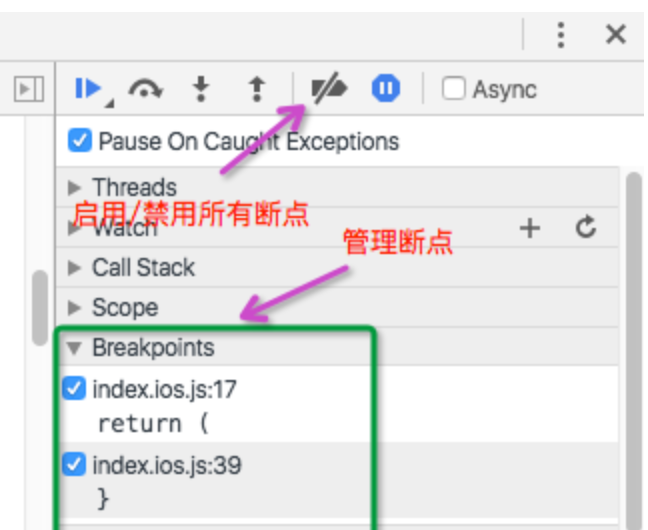 Async
Pause On Caught Exceptions
Threads
启用/禁用所有断点
Watch
管理断点
Call Stack
Scope
Breakpoints
index.ios.js:17
return (
index.ios.js:39
}